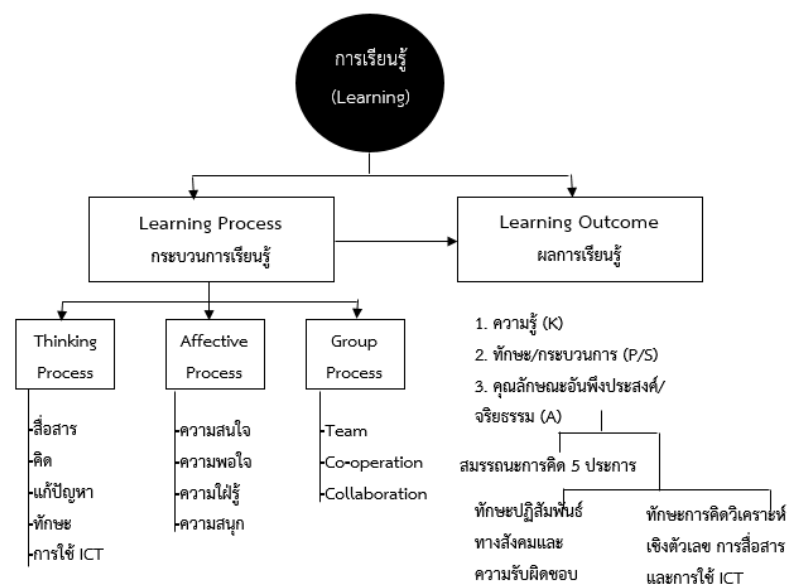 การเรียนรู้
(Learning)
Learning Process
กระบวนการเรียนรู้
Learning Outcome
ผลการเรียนรู้
Thinking
Process
Affective
Process
Group
Process
-สื่อสาร
-คิด
-แก้ปัญหา
-ทักษะ
-การใช้ ICT
-ความสนใจ
-ความพอใจ
-ความใฝ่รู้
-ความสนุก
-Team
-Co-operation
-Collaboration
1. ความรู้ (K)
2. ทักษะ/กระบวนการ (P/S)
3. คุณลักษณะอันพึงประสงค์/
จริยธรรม (A)
สมรรถนะการคิด 5 ประการ
ทักษะปฏิสัมพันธ์
ทางสังคมและ
ความรับผิดชอบ
ทักษะการคิดวิเคราะห์
เชิงตัวเลข การสื่อสาร
และการใช้ ICT